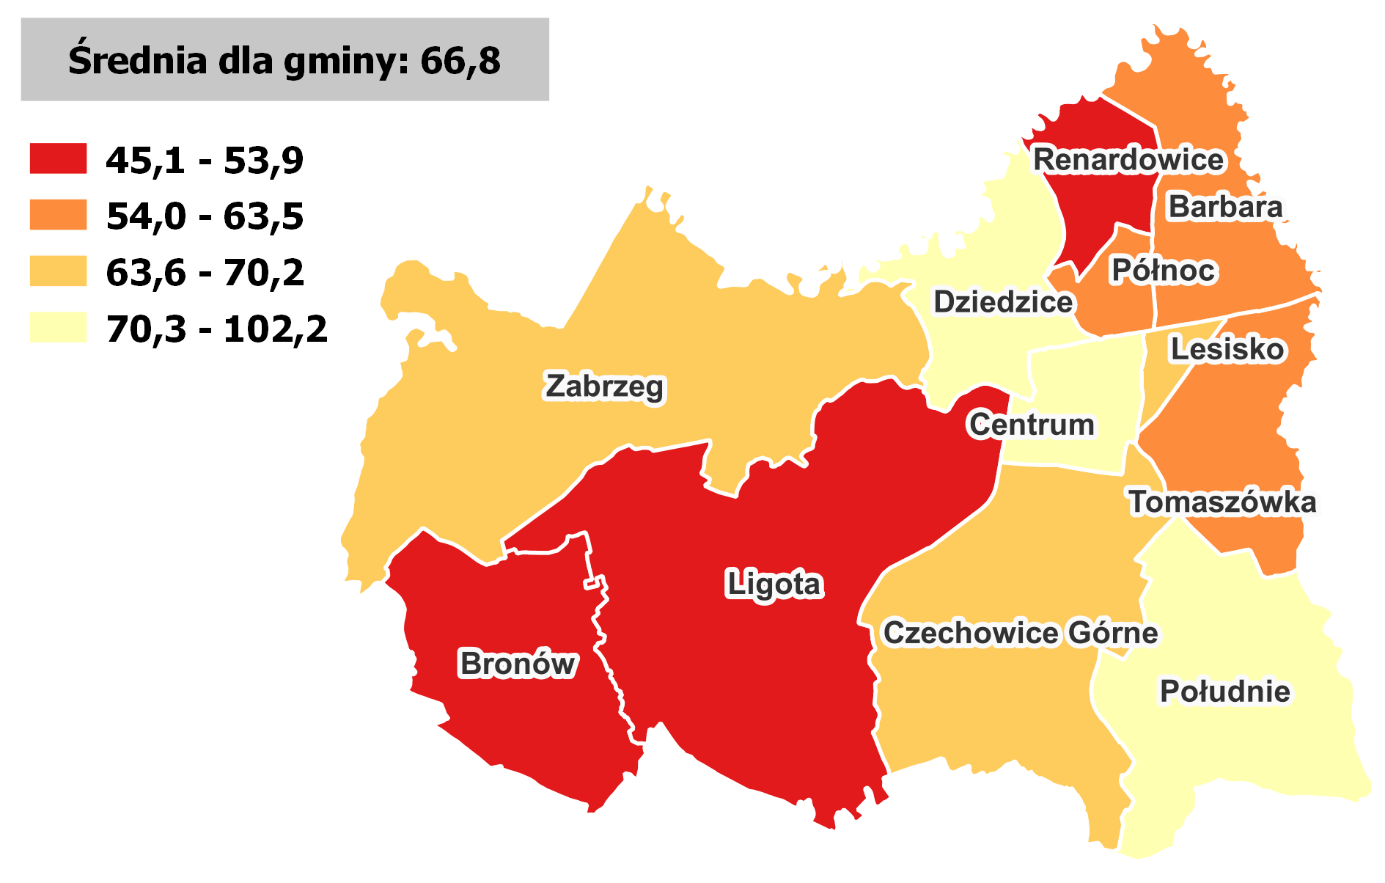 Średnia dla gminy: 66,8
45,1 - 53,9
54,0 - 63,5
63,6 - 70,2
70,3 - 102,2
Renardowice
Barbara
Północ
Dziedzice
Lesisko
Zabrzeg
Centrum
Tomaszówka
Ligota
Czechowice Górne
Bronów
Południe